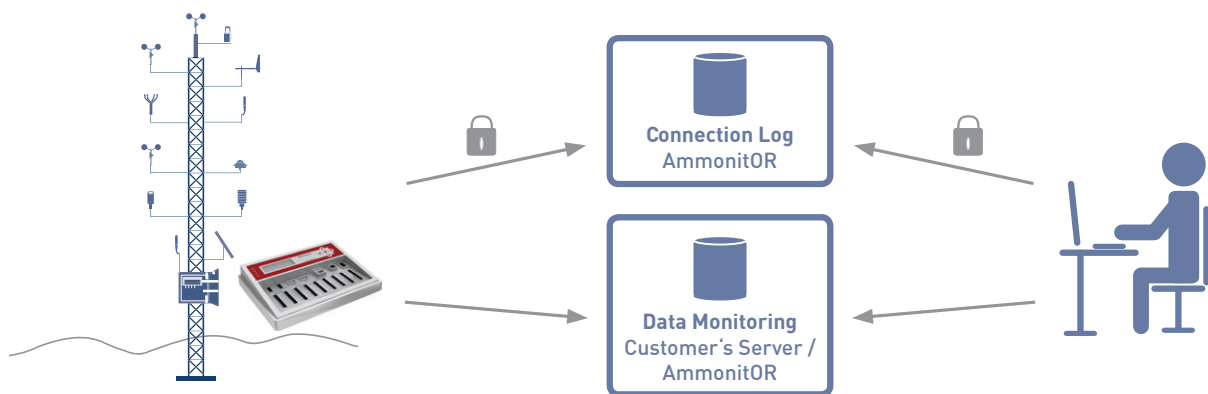 Connection Log
AmmonitOR
Data Monitoring
Customer‘s Server /
AmmonitOR